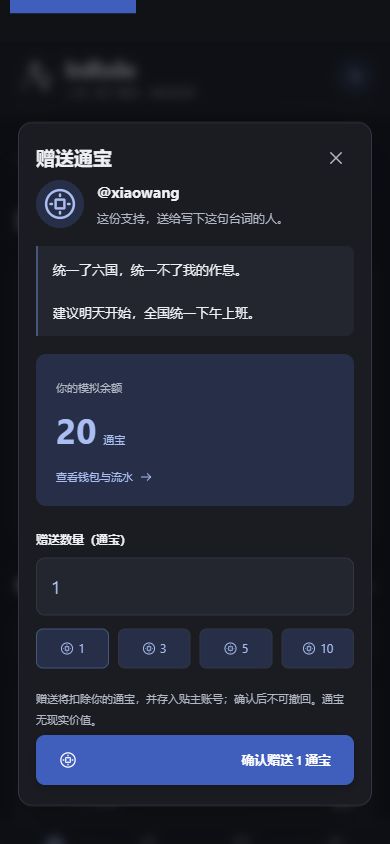 赠送通宝
@xiaowang
这份支持，送给写下这句台词的人。
统一了六国，统一不了我的作息。
建议明天开始，全国统一下午上班。
你的模拟余额
20 通宝
查看钱包与流水 →
赠送数量（通宝）
1
1 3 5 10
赠送将扣除你的通宝，并存入贴主账号；确认后不可撤回。通宝
无现实价值。
确认赠送 1 通宝